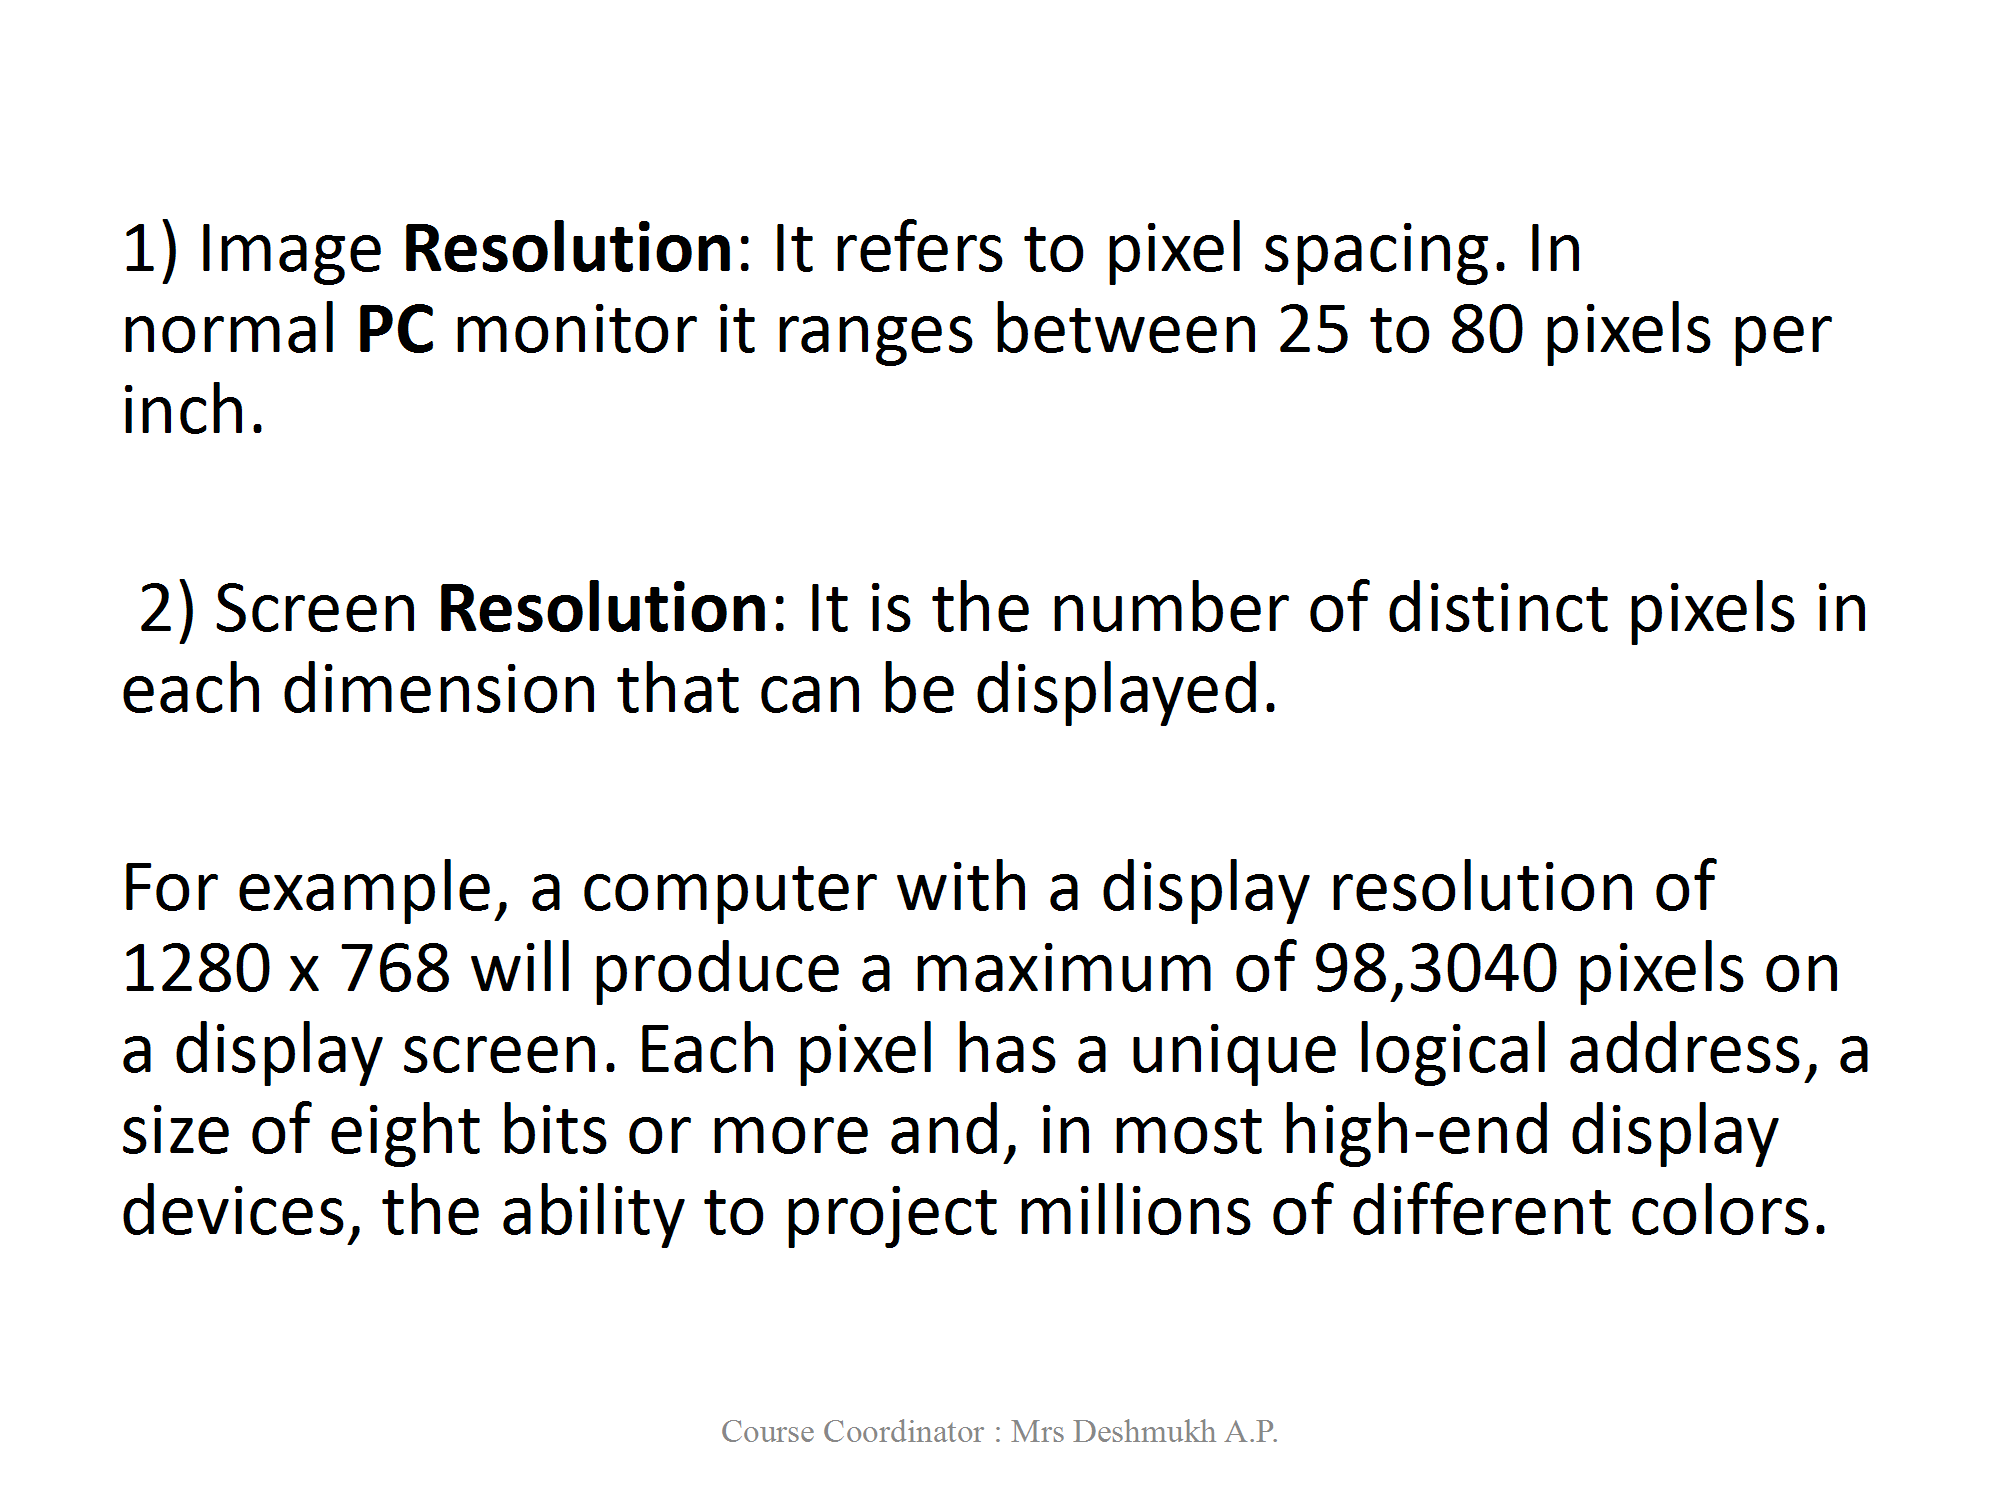 1) Image Resolution: It refers to pixel spacing. In
normal PC monitor it ranges between 25 to 80 pixels per
inch.
2) Screen Resolution: It is the number of distinct pixels in
each dimension that can be displayed.
For example, a computer with a display resolution of
1280 x 768 will produce a maximum of 98,3040 pixels on
a display screen. Each pixel has a unique logical address, a
size of eight bits or more and, in most high-end display
devices, the ability to project millions of different colors.
Course Coordinator : Mrs Deshmukh A.P.